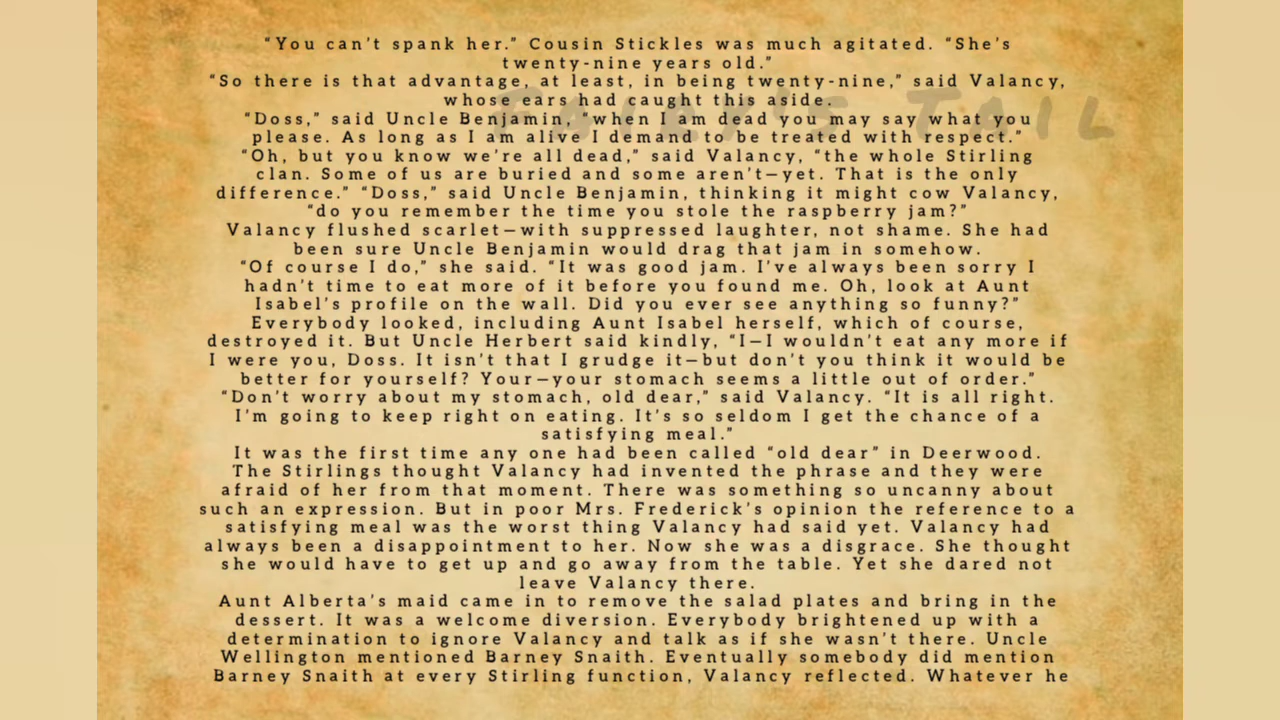 “You can’t spank her.” Cousin Stickles was much agitated. “She’s
twenty-nine years old.”
“So there is that advantage, at least, in being twenty-nine,” said Valancy,
whose ears had caught this aside.
“Doss,” said Uncle Benjamin, “when I am dead you may say what you
please. As long as I am alive I demand to be treated with respect.”
“Oh, but you know we’re all dead,” said Valancy, “the whole Stirling
clan. Some of us are buried and some aren’t—yet. That is the only
difference.” “Doss,” said Uncle Benjamin, thinking it might cow Valancy,
“do you remember the time you stole the raspberry jam?”
Valancy flushed scarlet—with suppressed laughter, not shame. She had
been sure Uncle Benjamin would drag that jam in somehow.
“Of course I do,” she said. “It was good jam. I’ve always been sorry I
hadn’t time to eat more of it before you found me. Oh, look at Aunt
Isabel’s profile on the wall. Did you ever see anything so funny?”
Everybody looked, including Aunt Isabel herself, which of course,
destroyed it. But Uncle Herbert said kindly, “I—I wouldn’t eat any more if
I were you, Doss. It isn’t that I grudge it—but don’t you think it would be
better for yourself? Your—your stomach seems a little out of order.”
“Don’t worry about my stomach, old dear,” said Valancy. “It is all right.
I’m going to keep right on eating. It’s so seldom I get the chance of a
satisfying meal.”
It was the first time any one had been called “old dear” in Deerwood.
The Stirlings thought Valancy had invented the phrase and they were
afraid of her from that moment. There was something so uncanny about
such an expression. But in poor Mrs. Frederick’s opinion the reference to a
satisfying meal was the worst thing Valancy had said yet. Valancy had
always been a disappointment to her. Now she was a disgrace. She thought
she would have to get up and go away from the table. Yet she dared not
leave Valancy there.
Aunt Alberta’s maid came in to remove the salad plates and bring in the
dessert. It was a welcome diversion. Everybody brightened up with a
determination to ignore Valancy and talk as if she wasn’t there. Uncle
Wellington mentioned Barney Snaith. Eventually somebody did mention
Barney Snaith at every Stirling function, Valancy reflected. Whatever he
TAIL